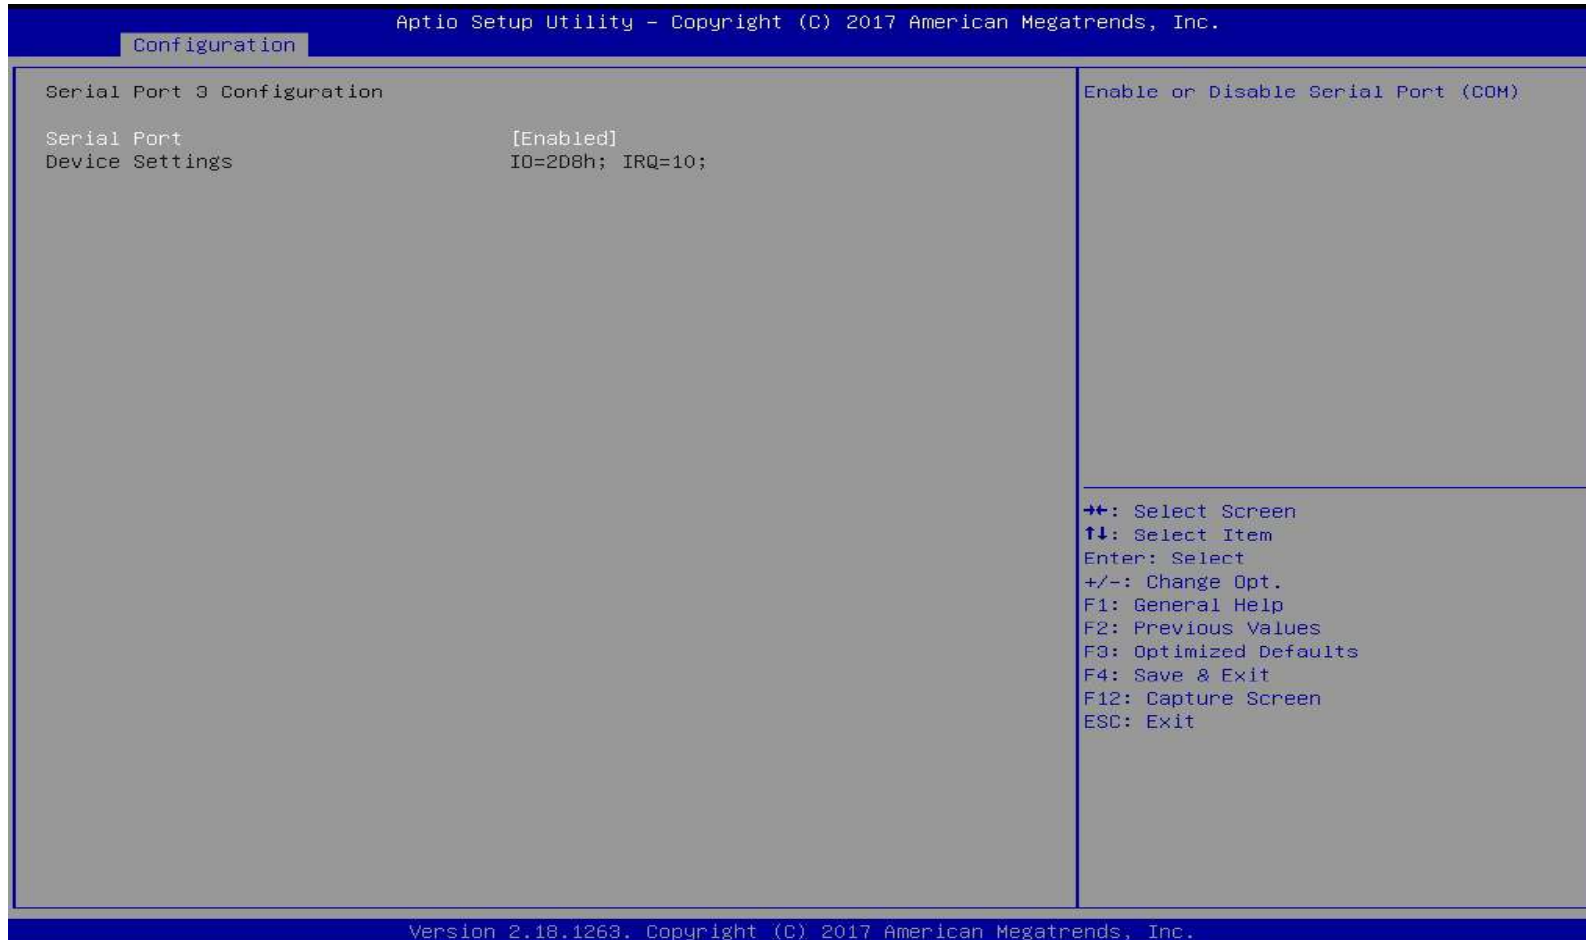 Aptio Setup Utility – Copyright (C) 2017 American Megatrends, Inc.
Configuration
Serial Port 3 Configuration
Serial Port [Enabled]
Device Settings IO=2D8h; IRQ=10;
Enable or Disable Serial Port (COM)
→←: Select Screen
↑↓: Select Item
Enter: Select
+/-: Change Opt.
F1: General Help
F2: Previous Values
F3: Optimized Defaults
F4: Save & Exit
F12: Capture Screen
ESC: Exit
Version 2.18.1263. Copyright (C) 2017 American Megatrends, Inc.